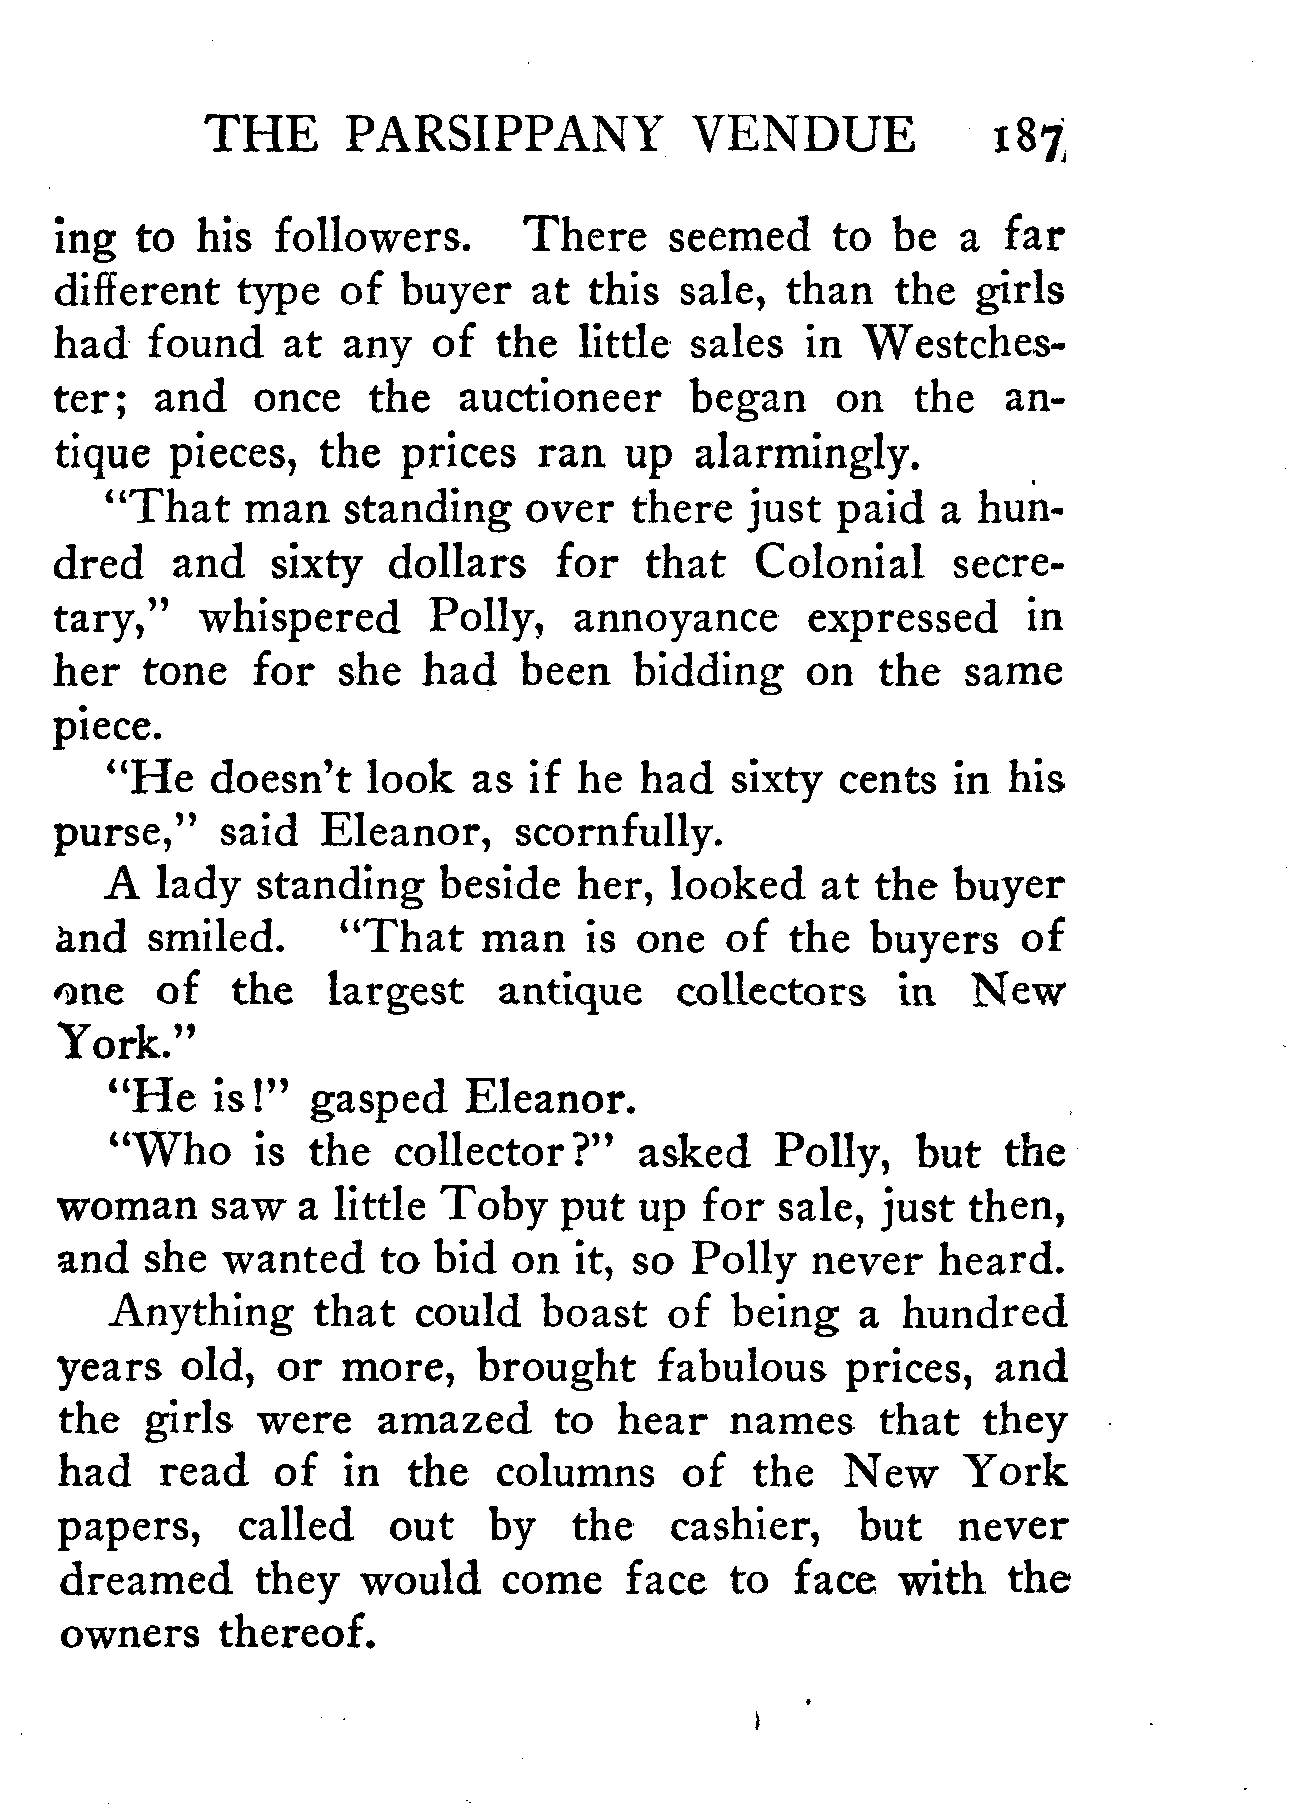 THE PARSIPPANY VENDUE 187
ing to his followers. There seemed to be a far
different type of buyer at this sale, than the girls
had found at any of the little sales in Westches-
ter; and once the auctioneer began on the an-
tique pieces, the prices ran up alarmingly.
"That man standing over there just paid a hun-
dred and sixty dollars for that Colonial secre-
tary," whispered Polly, annoyance expressed in
her tone for she had been bidding on the same
piece.
"He doesn't look as if he had sixty cents in his
purse," said Eleanor, scornfully.
A lady standing beside her, looked at the buyer
and smiled. "That man is one of the buyers of
one of the largest antique collectors in New
York."
"He is!" gasped Eleanor.
"Who is the collector?" asked Polly, but the
woman saw a little Toby put up for sale, just then,
and she wanted to bid on it, so Polly never heard.
Anything that could boast of being a hundred
years old, or more, brought fabulous prices, and
the girls were amazed to hear names that they
had read of in the columns of the New York
papers, called out by the cashier, but never
dreamed they would come face to face with the
owners thereof.